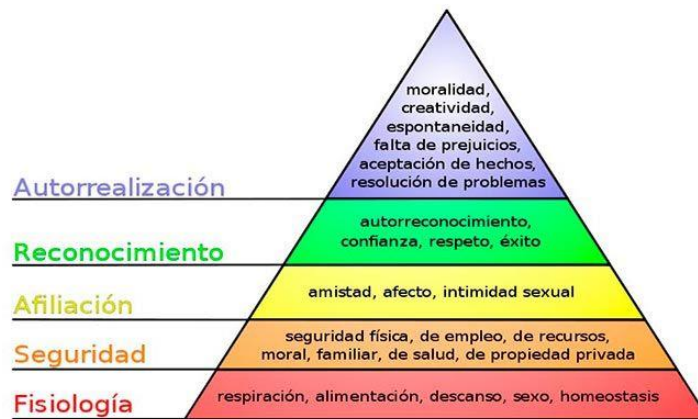 moralidad,
creatividad,
espontaneidad,
falta de prejuicios,
aceptación de hechos,
resolución de problemas
Autorrealización
autorreconocimiento,
confianza, respeto, éxito
Reconocimiento
amistad, afecto, intimidad sexual
Afiliación
seguridad física, de empleo, de recursos,
moral, familiar, de salud, de propiedad privada
Seguridad
respiración, alimentación, descanso, sexo, homeostasis
Fisiología